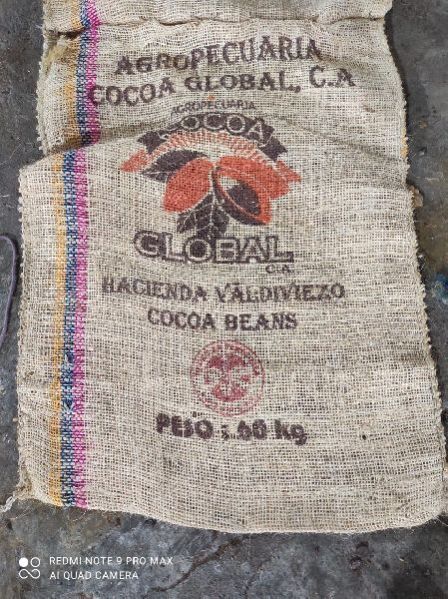 AGROPECUARIA
COCOA GLOBAL, C.A
AGROPECUARIA
COCOA
GLOBAL
C.A
HACIENDA VALDIVIEZO
COCOA BEANS
PESO : 60 Kg
REDMI NOTE 9 PRO MAX
AI QUAD CAMERA